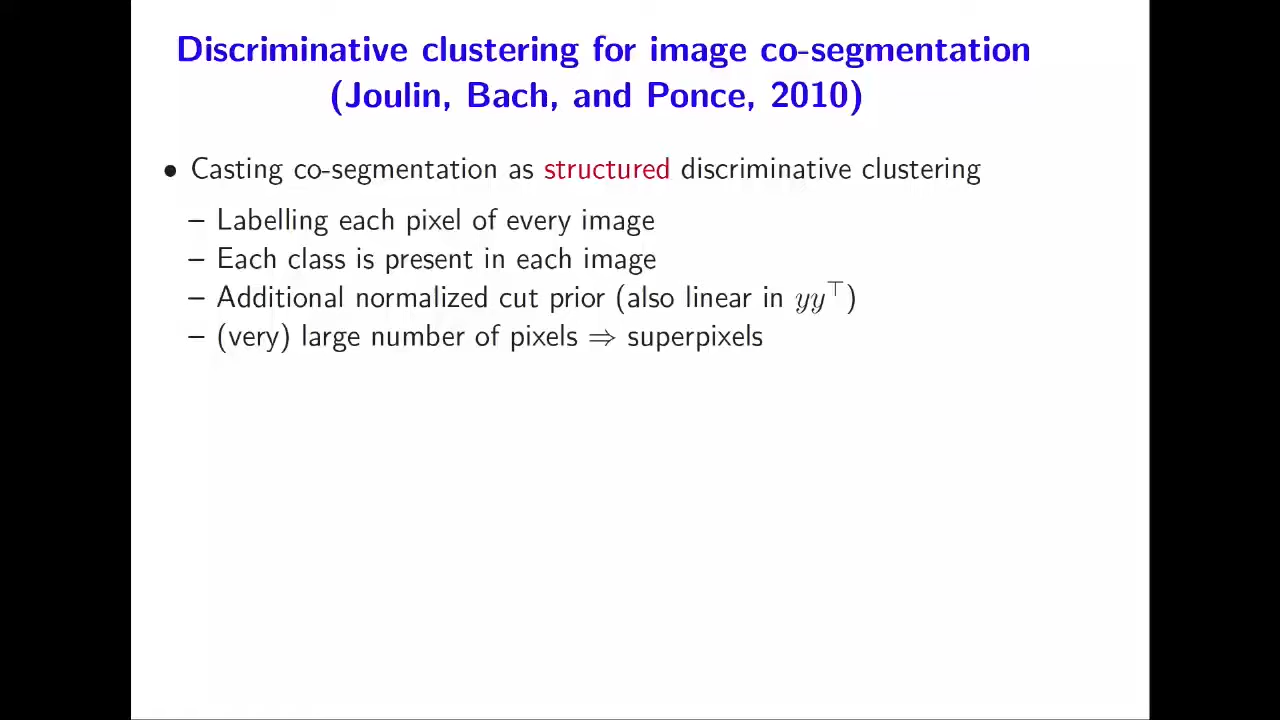 Discriminative clustering for image co-segmentation
(Joulin, Bach, and Ponce, 2010)
• Casting co-segmentation as structured discriminative clustering
– Labelling each pixel of every image
– Each class is present in each image
– Additional normalized cut prior (also linear in yy⊤)
– (very) large number of pixels ⇒ superpixels